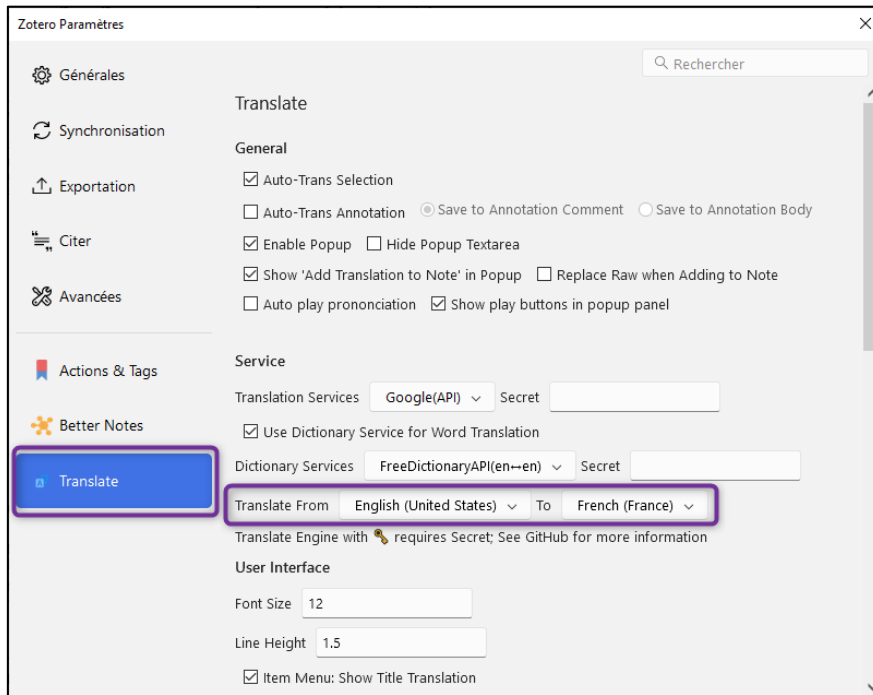 Zotero Paramètres
Rechercher
Générales
Synchronisation
Exportation
Citer
Avancées
Actions & Tags
Better Notes
Translate
Translate
General
Auto-Trans Selection
Auto-Trans Annotation Save to Annotation Comment Save to Annotation Body
Enable Popup Hide Popup Textarea
Show 'Add Translation to Note' in Popup Replace Raw when Adding to Note
Auto play prononciation Show play buttons in popup panel
Service
Translation Services Google(API) Secret
Use Dictionary Service for Word Translation
Dictionary Services FreeDictionaryAPI(en↔en) Secret
Translate From English (United States) To French (France)
Translate Engine with 🔑 requires Secret; See GitHub for more information
User Interface
Font Size 12
Line Height 1.5
Item Menu: Show Title Translation